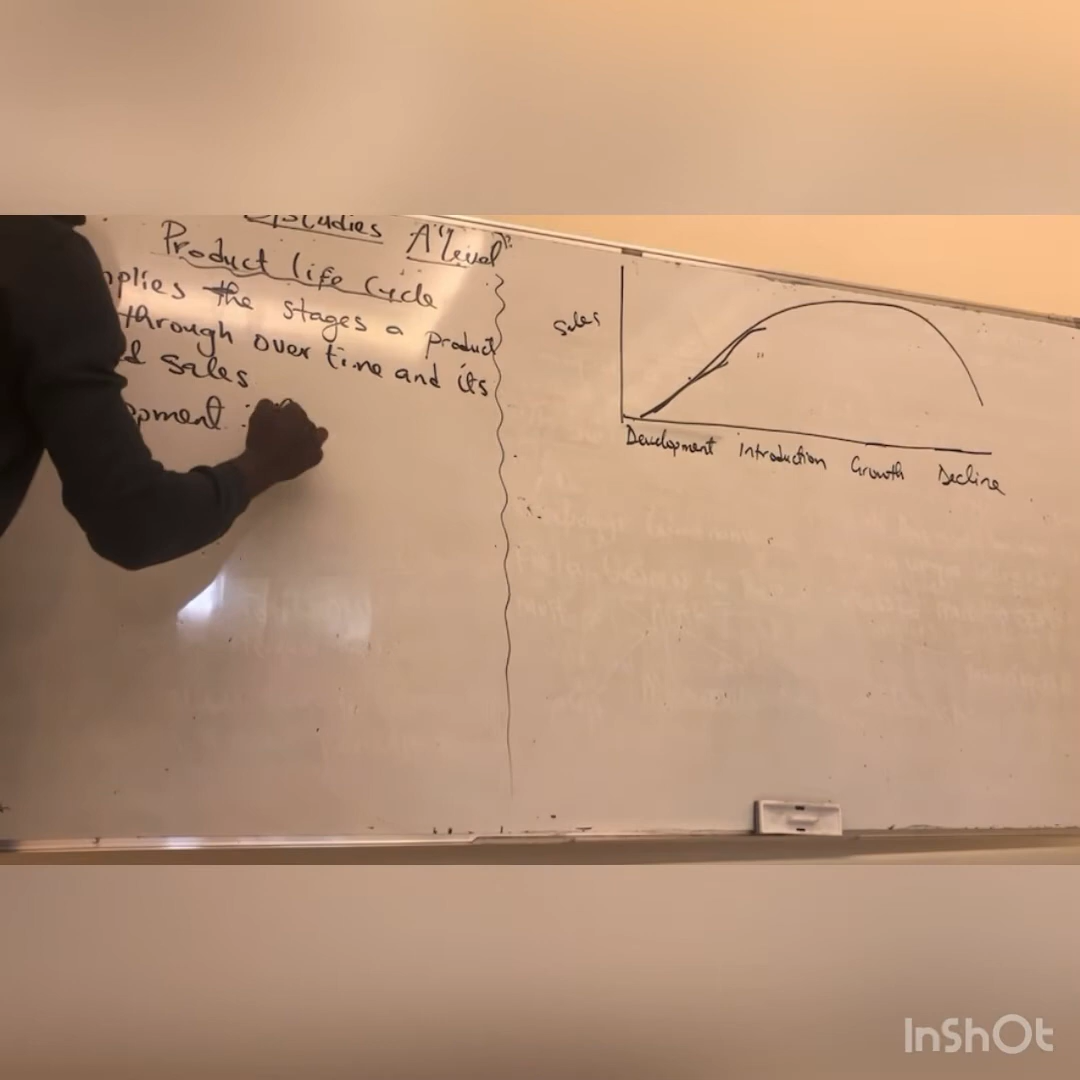 Studies A'level
Product life Cycle
plies the stages a product
through over time and its
sales
opment :
Sales
Development Introduction Growth Decline
InShOt